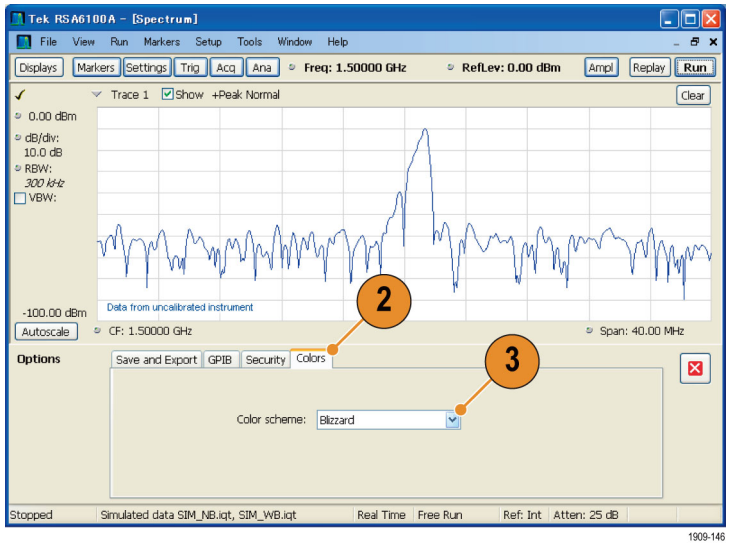 Tek RSA6100A - [Spectrum]
File View Run Markers Setup Tools Window Help
Displays Markers Settings Trig Acq Ana Freq: 1.50000 GHz RefLev: 0.00 dBm Ampl Replay Run
Trace 1 Show +Peak Normal Clear
0.00 dBm
dB/div:
10.0 dB
RBW:
300 kHz
VBW:
-100.00 dBm
Data from uncalibrated instrument
2
Autoscale CF: 1.50000 GHz Span: 40.00 MHz
Options Save and Export GPIB Security Colors
3
Color scheme: Blizzard
Stopped Simulated data SIM_NB.iqt, SIM_WB.iqt Real Time Free Run Ref: Int Atten: 25 dB
1909-146